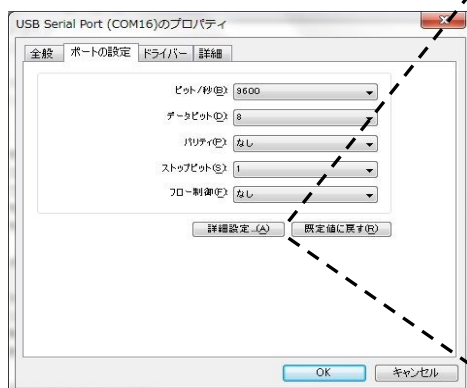 USB Serial Port (COM16)のプロパティ
全般 ポートの設定 ドライバー 詳細
ビット/秒(B): 9600
データ ビット(D): 8
パリティ(P): なし
ストップ ビット(S): 1
フロー制御(F): なし
詳細設定...(A) 既定値に戻す(R)
OK キャンセル